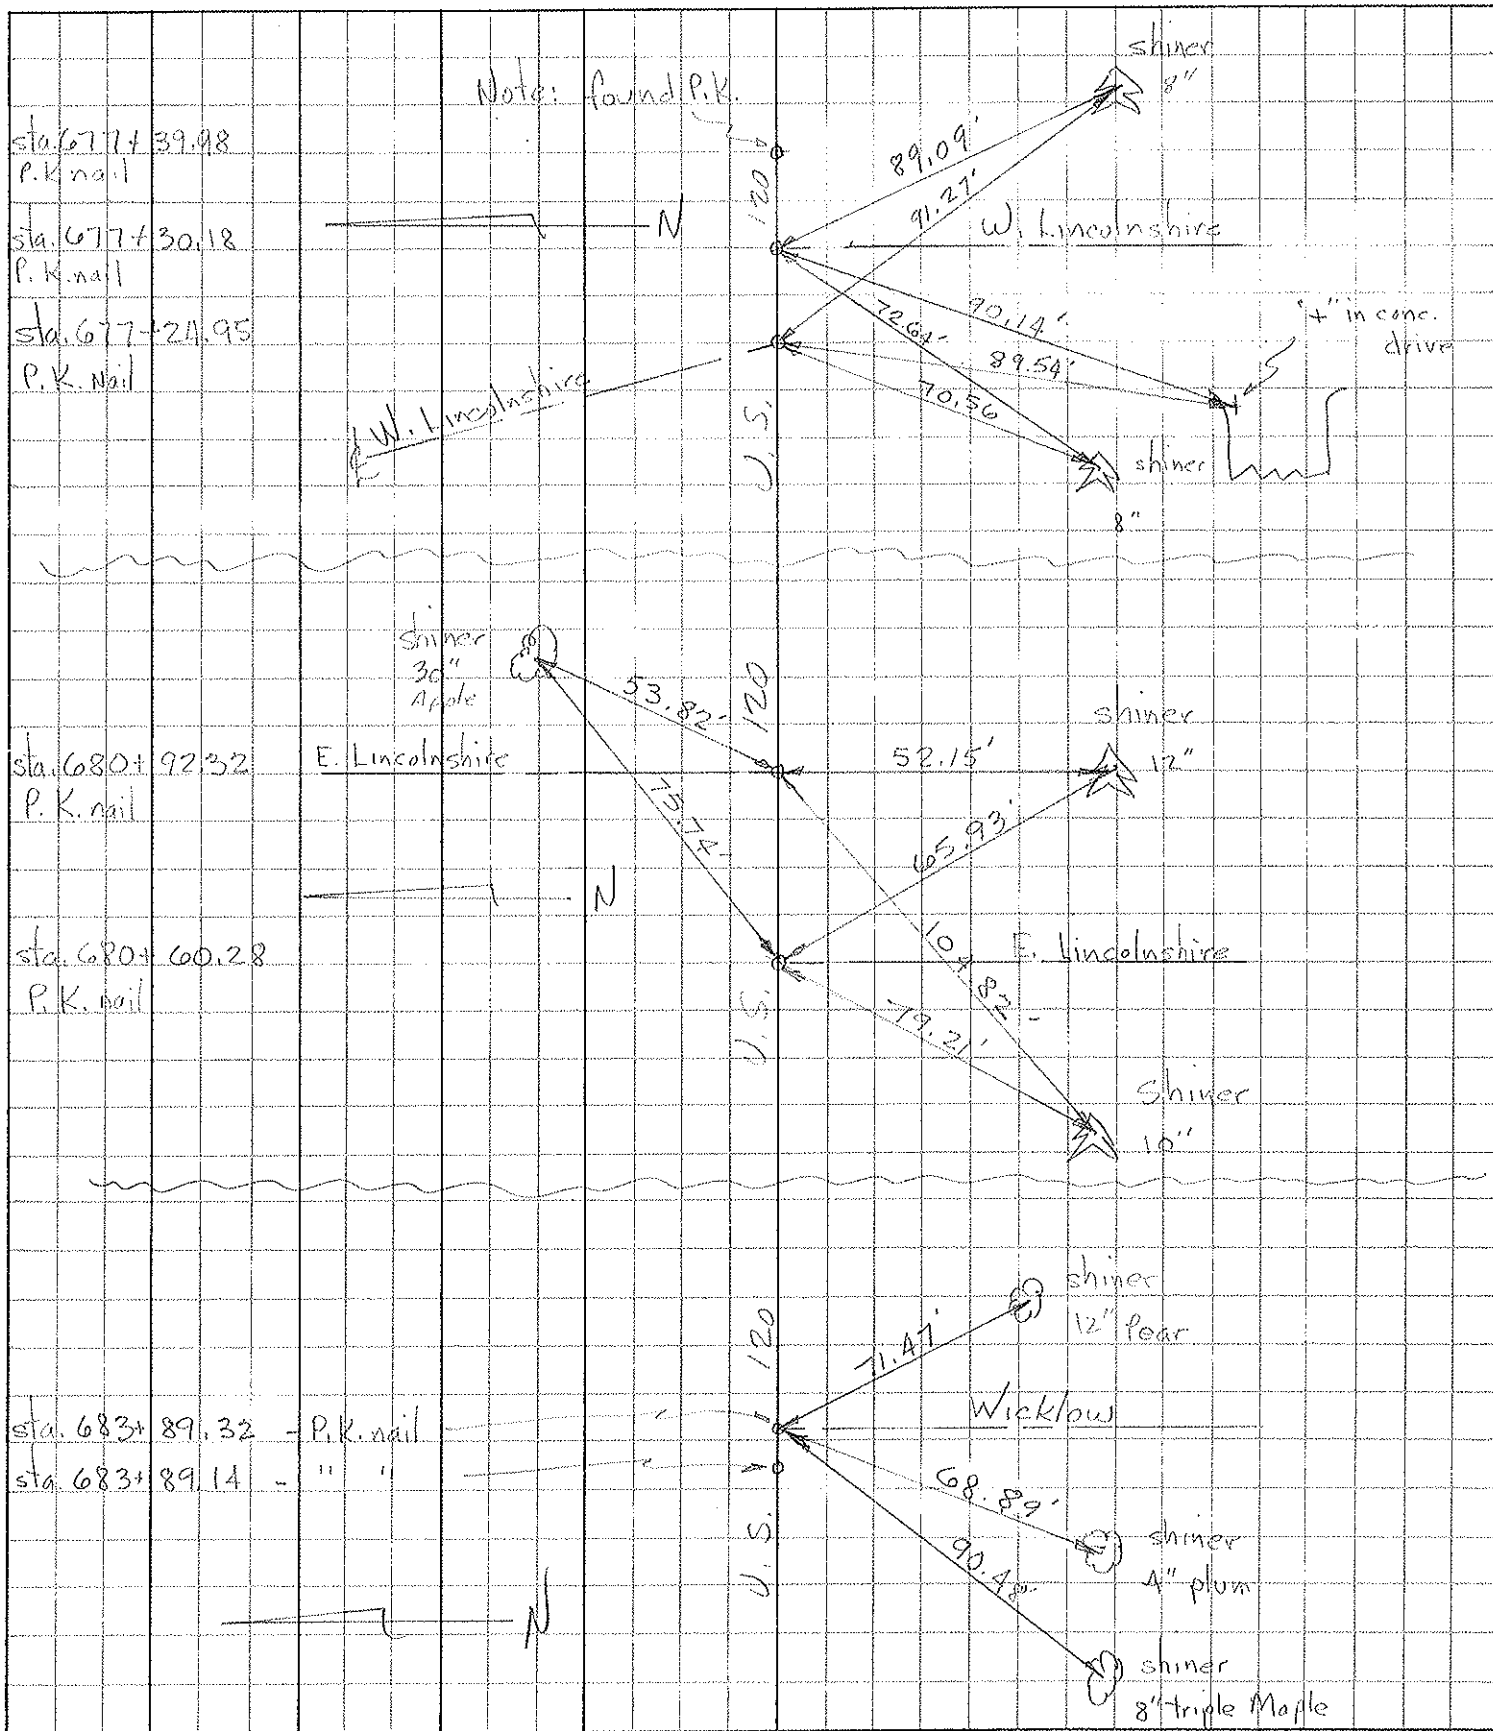 shiner
8"
Note: found P.K.
sta. 677+39.98
P.K. nail
89.09'
120
91.27'
N
W. Lincolnshire
sta. 677+30.18
P.K. nail
90.14'
72.64'
"+" in conc.
drive
sta. 677+24.95
P.K. Nail
89.54'
70.56
W. Lincolnshire
U.S.
shiner
8"
shiner
30"
Apple
53.82'
120
shiner
12"
sta. 680+92.32
P.K. nail
E. Lincolnshire
52.15'
75.74'
65.93'
N
sta. 680+60.28
P.K. nail
E. Lincolnshire
104.82'
U.S.
79.21'
Shiner
10"
shiner
12" Pear
120
71.47'
Wicklow
sta. 683+89.32 - P.K. nail
sta. 683+89.14 - " "
68.89'
U.S.
90.48'
shiner
4" plum
N
shiner
8" triple Maple